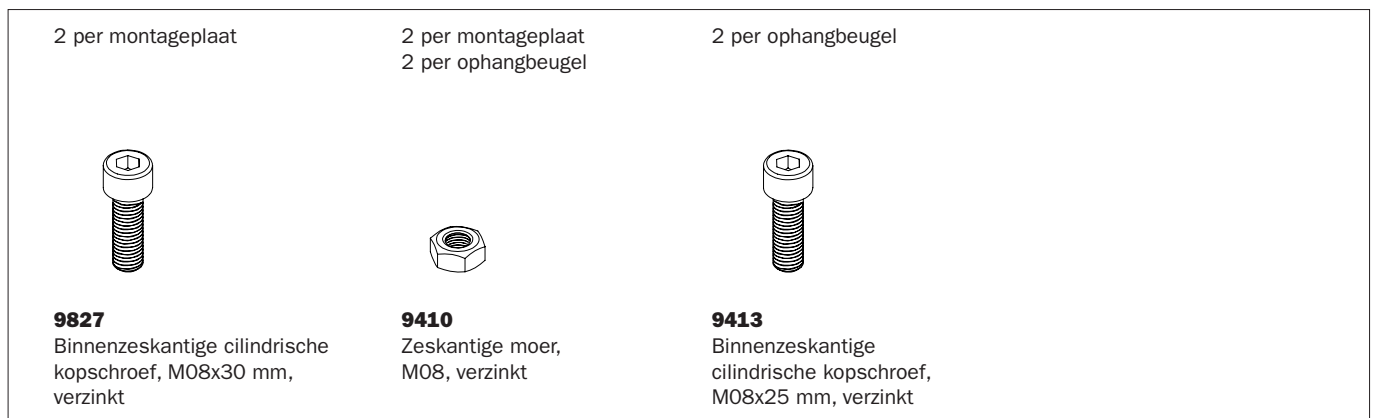 2 per montageplaat
2 per montageplaat
2 per ophangbeugel
2 per ophangbeugel
9827
Binnenzeskantige cilindrische
kopschroef, M08x30 mm,
verzinkt
9410
Zeskantige moer,
M08, verzinkt
9413
Binnenzeskantige
cilindrische kopschroef,
M08x25 mm, verzinkt